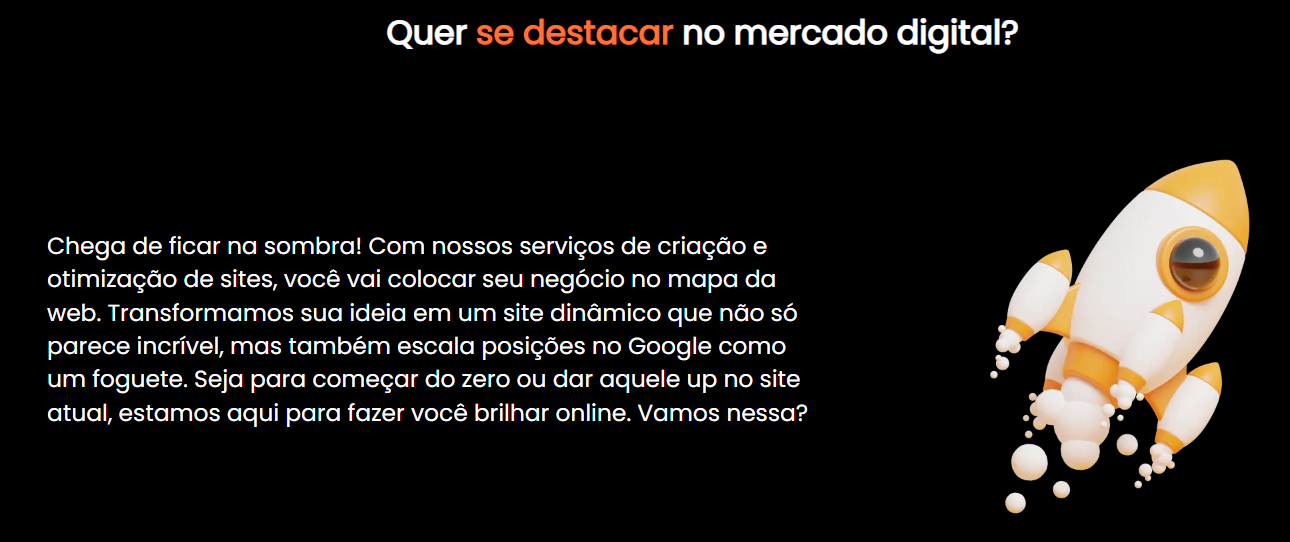 Quer se destacar no mercado digital?
Chega de ficar na sombra! Com nossos serviços de criação e
otimização de sites, você vai colocar seu negócio no mapa da
web. Transformamos sua ideia em um site dinâmico que não só
parece incrível, mas também escala posições no Google como
um foguete. Seja para começar do zero ou dar aquele up no site
atual, estamos aqui para fazer você brilhar online. Vamos nessa?